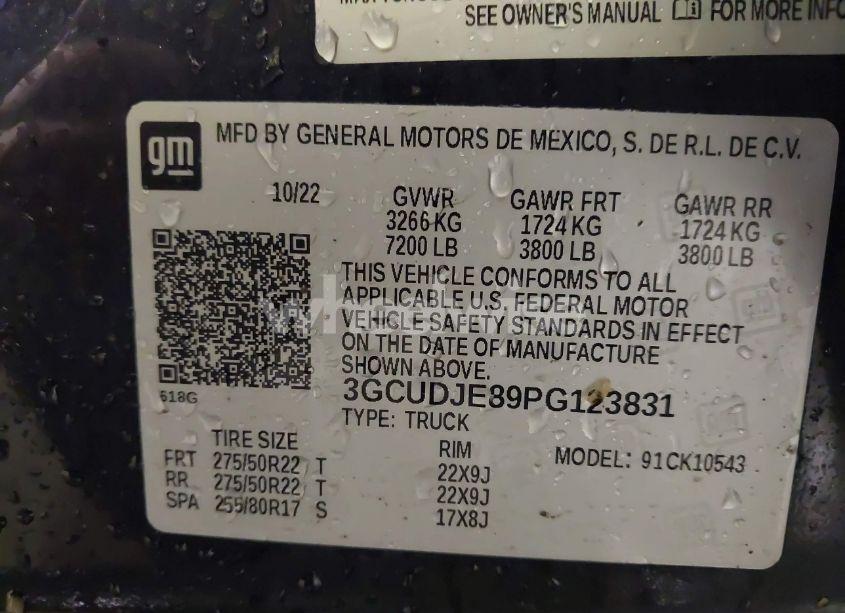 SEE OWNER'S MANUAL FOR MORE INFO
gm
MFD BY GENERAL MOTORS DE MEXICO, S. DE R.L. DE C.V.
10/22 GVWR GAWR FRT GAWR RR
3266 KG 1724 KG 1724 KG
7200 LB 3800 LB 3800 LB
THIS VEHICLE CONFORMS TO ALL
APPLICABLE U.S. FEDERAL MOTOR
VEHICLE SAFETY STANDARDS IN EFFECT
ON THE DATE OF MANUFACTURE
SHOWN ABOVE.
618G
3GCUDJE89PG123831
TYPE: TRUCK
TIRE SIZE RIM MODEL: 91CK10543
FRT 275/50R22 T 22X9J
RR 275/50R22 T 22X9J
SPA 255/80R17 S 17X8J